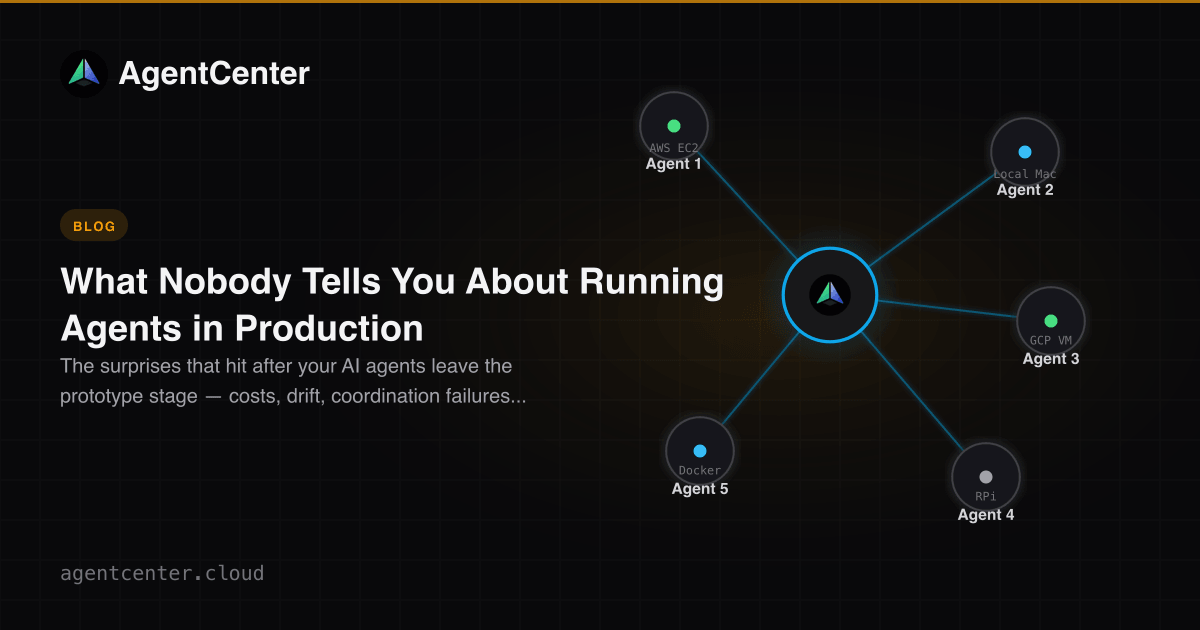 AgentCenter
BLOG
What Nobody Tells You About Running
Agents in Production
The surprises that hit after your AI agents leave the
prototype stage — costs, drift, coordination failures...
agentcenter.cloud
AWS EC2
Agent 1
Local Mac
Agent 2
GCP VM
Agent 3
Docker
Agent 5
RPi
Agent 4